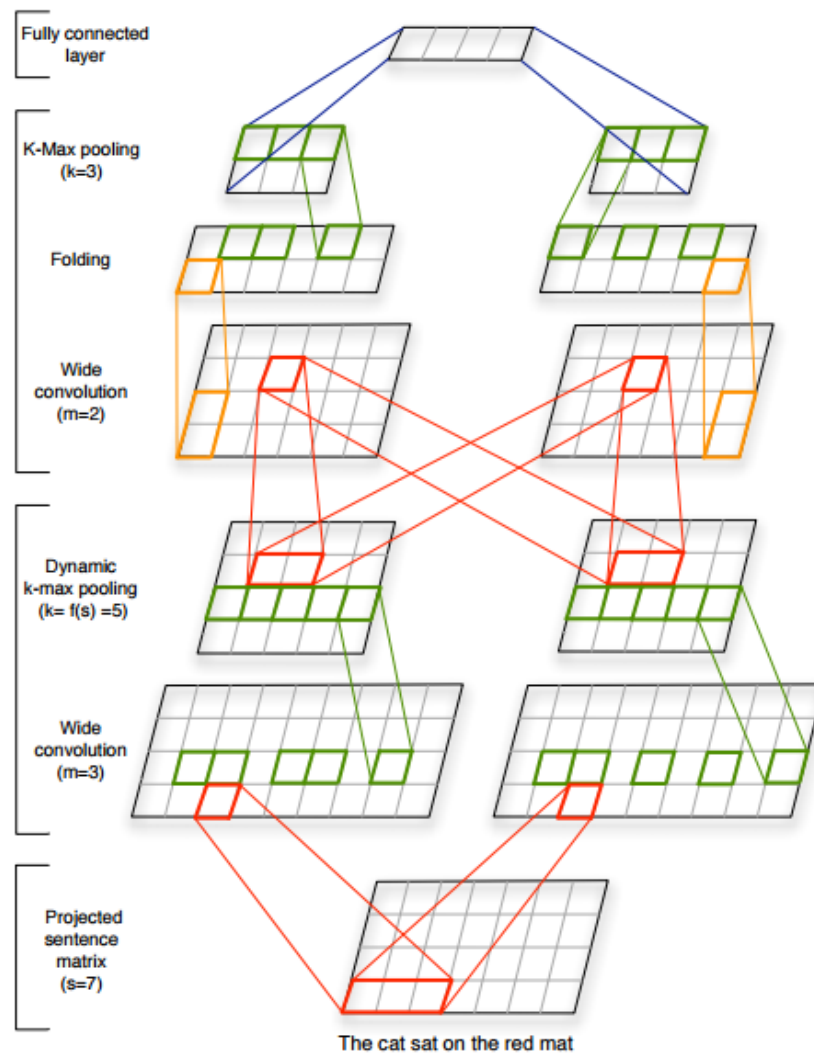 Fully connected
layer
K-Max pooling
(k=3)
Folding
Wide
convolution
(m=2)
Dynamic
k-max pooling
(k= f(s) =5)
Wide
convolution
(m=3)
Projected
sentence
matrix
(s=7)
The cat sat on the red mat